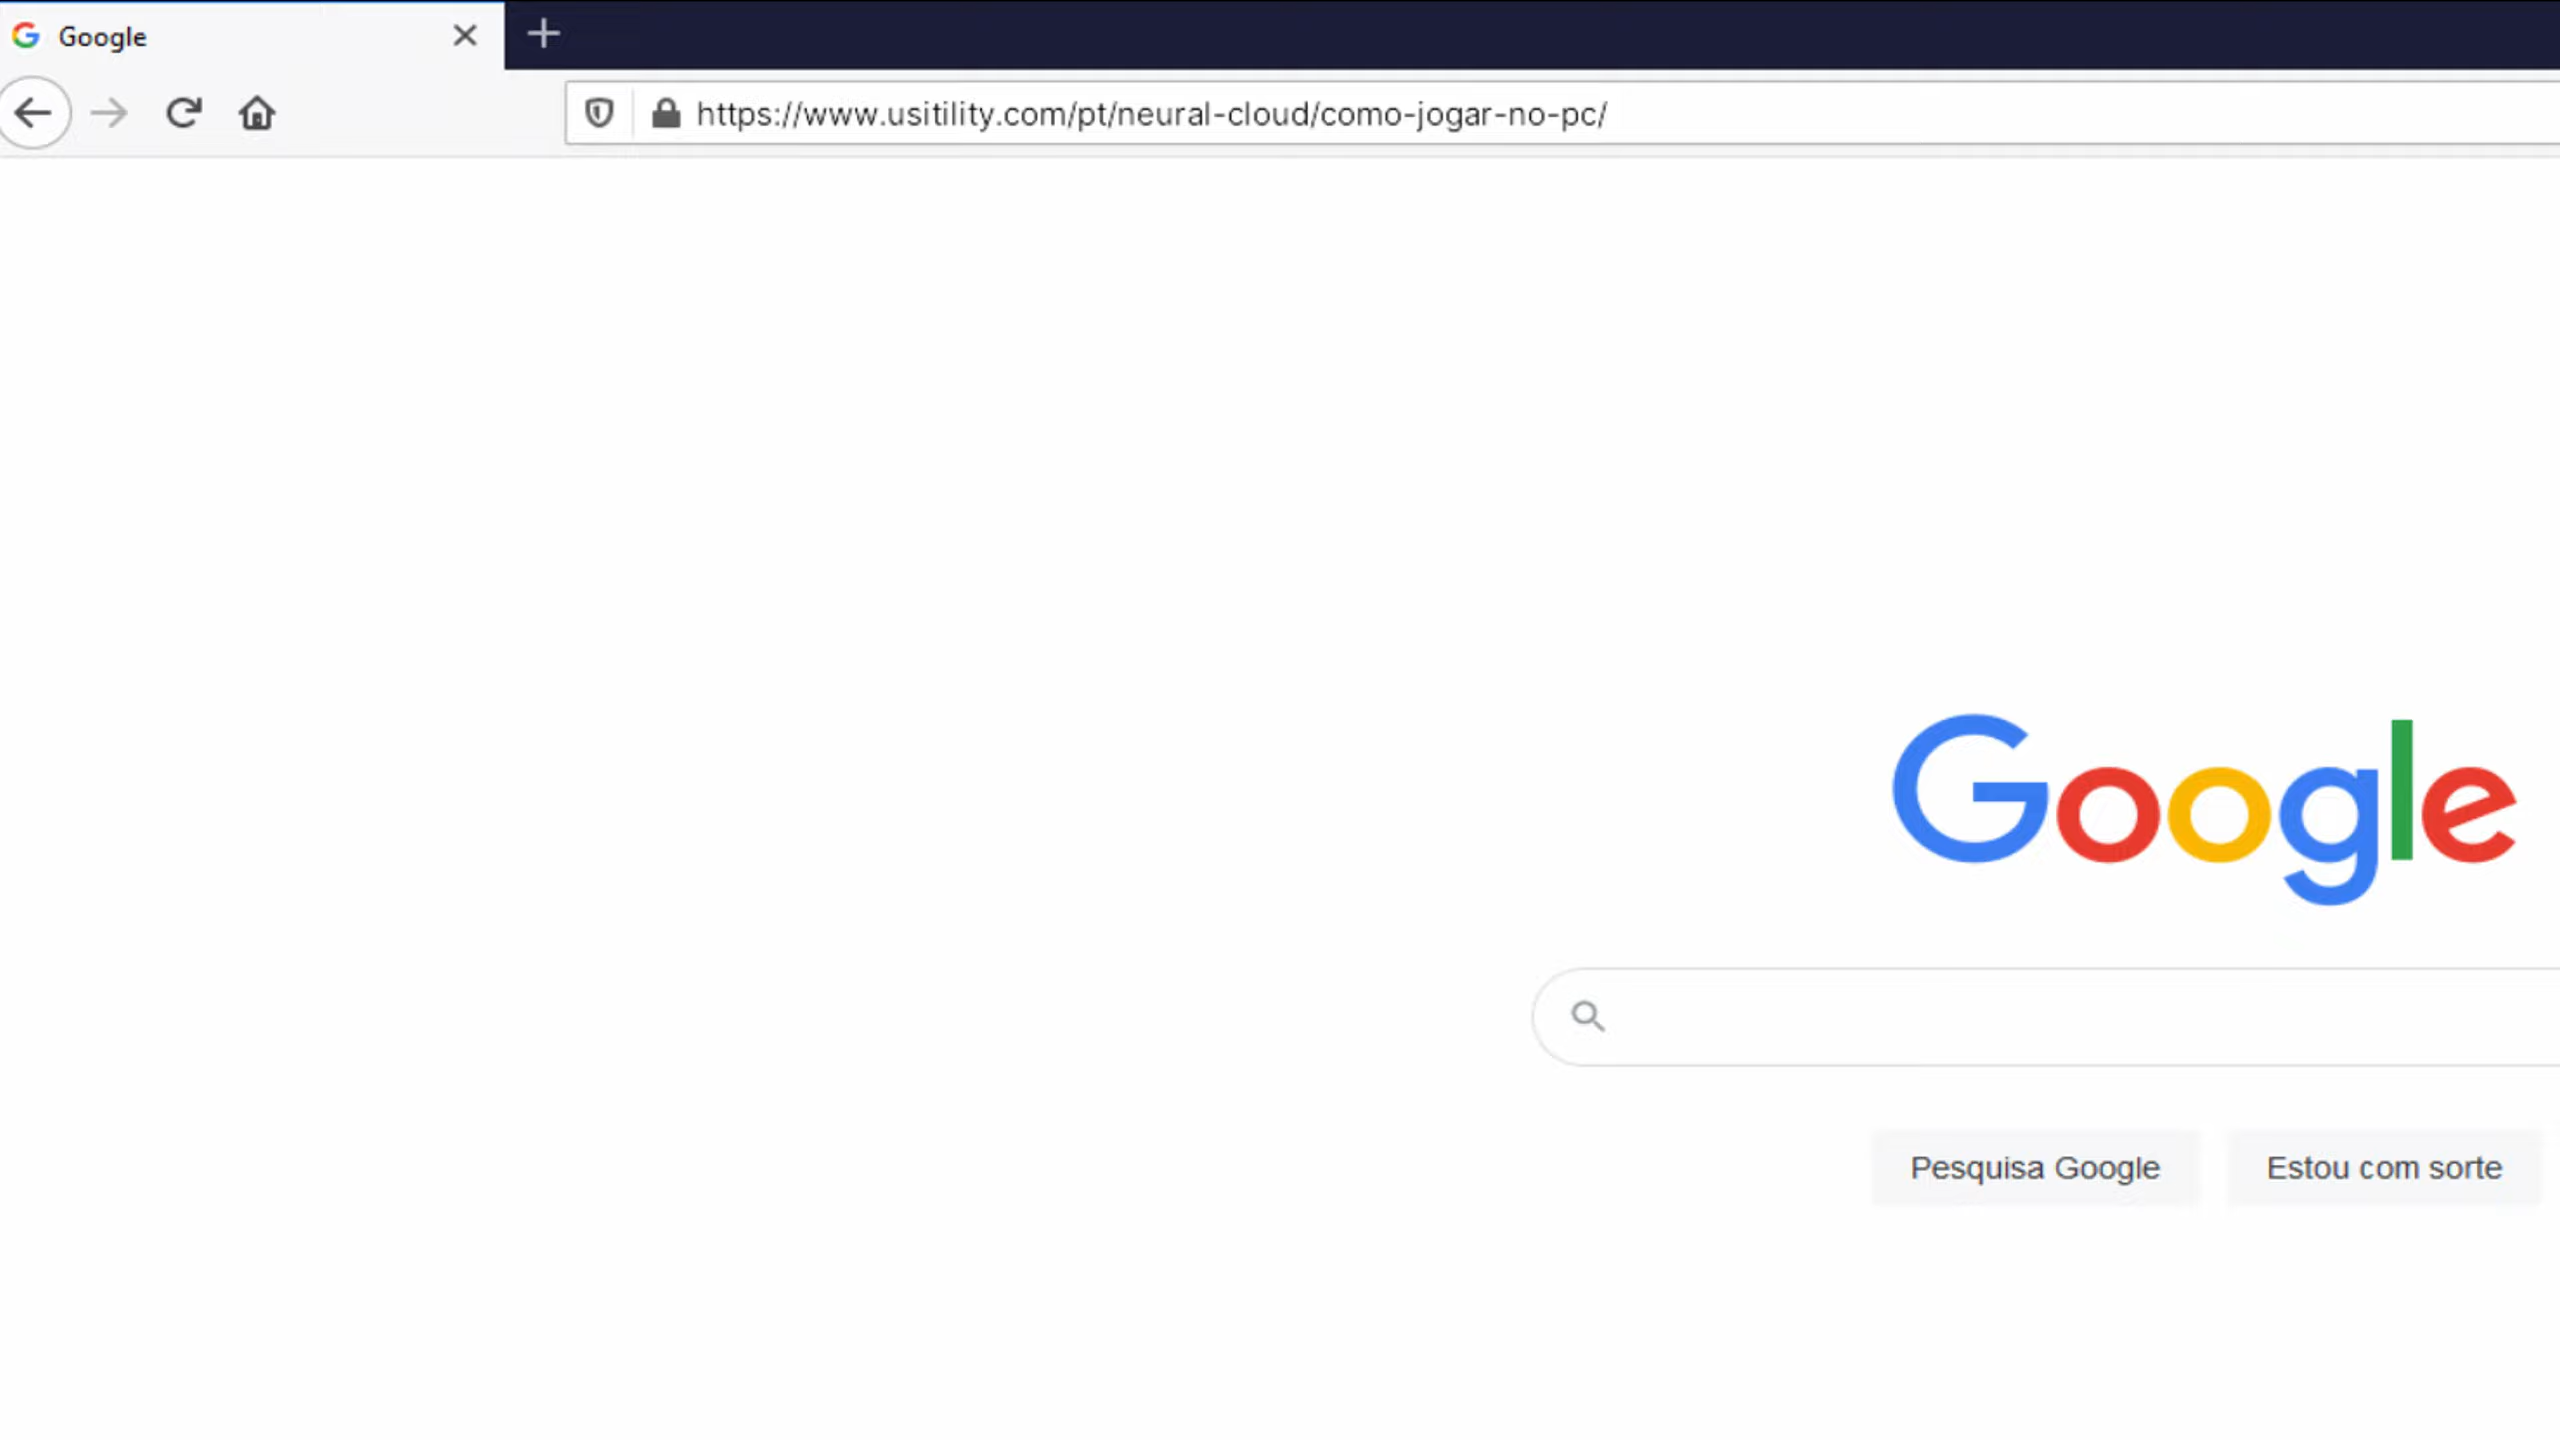 Google
https://www.usitility.com/pt/neural-cloud/como-jogar-no-pc/
Google
Pesquisa Google
Estou com sorte